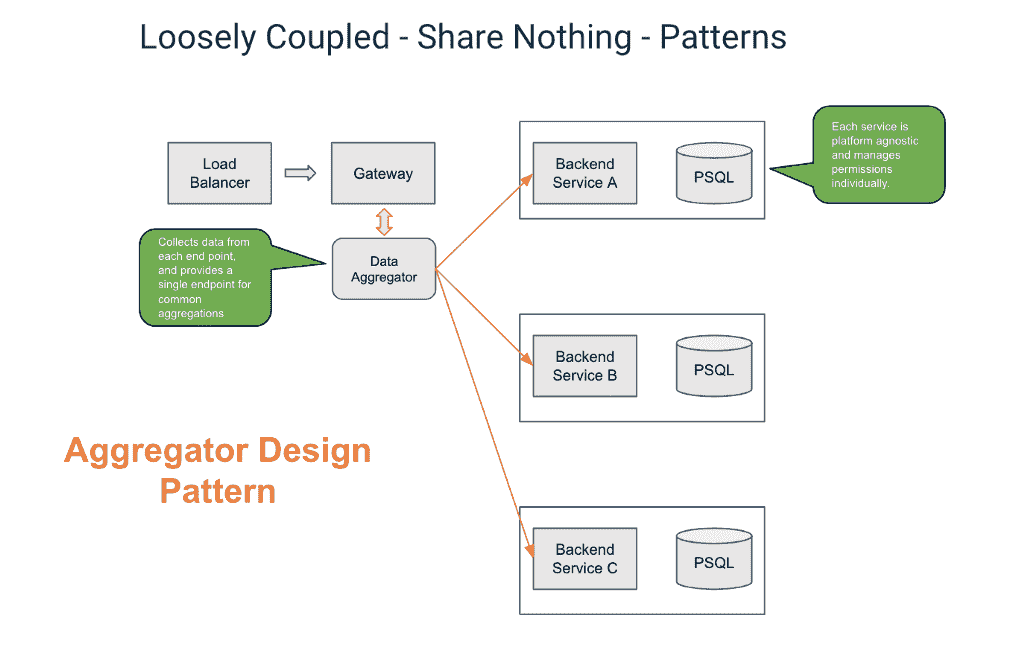 Loosely Coupled - Share Nothing - Patterns
Load
Balancer
Gateway
Collects data from
each end point,
and provides a
single endpoint for
common
aggregations
Data
Aggregator
Backend
Service A
PSQL
Each service is
platform agnostic
and manages
permissions
individually.
Backend
Service B
PSQL
Aggregator Design
Pattern
Backend
Service C
PSQL